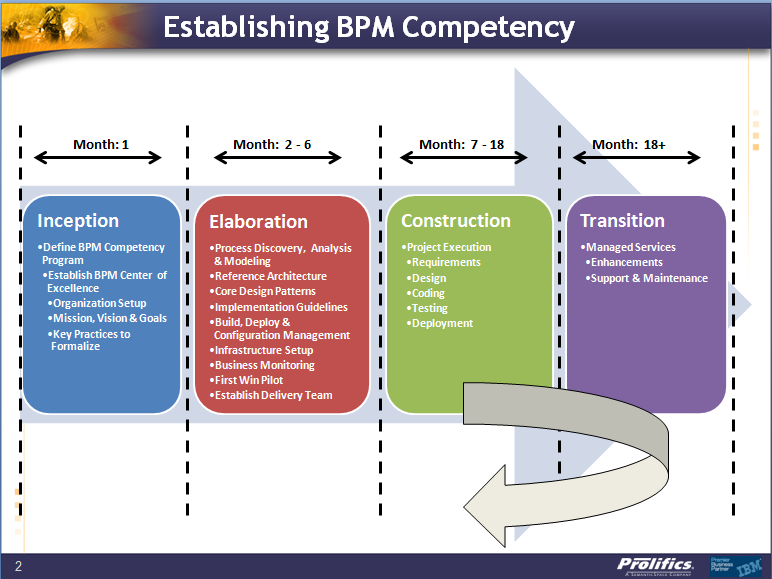 Establishing BPM Competency
Month: 1
Month: 2 - 6
Month: 7 - 18
Month: 18+
Inception
•Define BPM Competency
Program
•Establish BPM Center of
Excellence
•Organization Setup
•Mission, Vision & Goals
•Key Practices to
Formalize
Elaboration
•Process Discovery, Analysis
& Modeling
•Reference Architecture
•Core Design Patterns
•Implementation Guidelines
•Build, Deploy &
Configuration Management
•Infrastructure Setup
•Business Monitoring
•First Win Pilot
•Establish Delivery Team
Construction
•Project Execution
•Requirements
•Design
•Coding
•Testing
•Deployment
Transition
•Managed Services
•Enhancements
•Support & Maintenance
2
Prolifics.
A SEMANTICSPACE COMPANY
Premier
Business
Partner
IBM